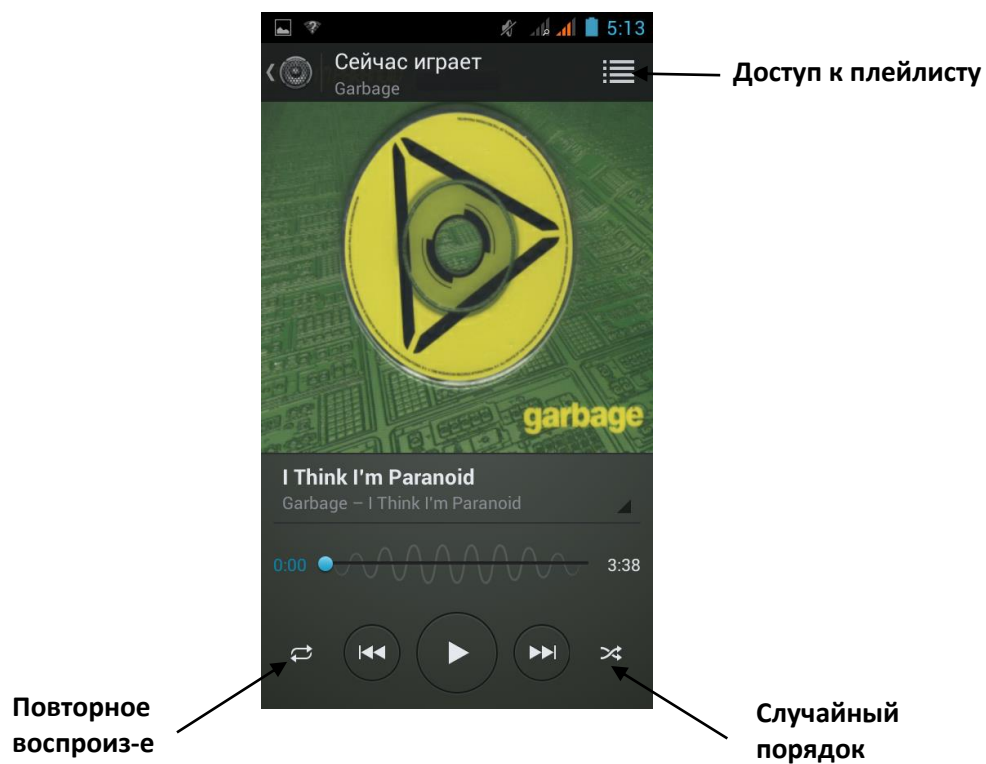 5:13
Сейчас играет
Garbage
Доступ к плейлисту
garbage
I Think I'm Paranoid
Garbage – I Think I'm Paranoid
0:00
3:38
Повторное
воспроиз-е
Случайный
порядок